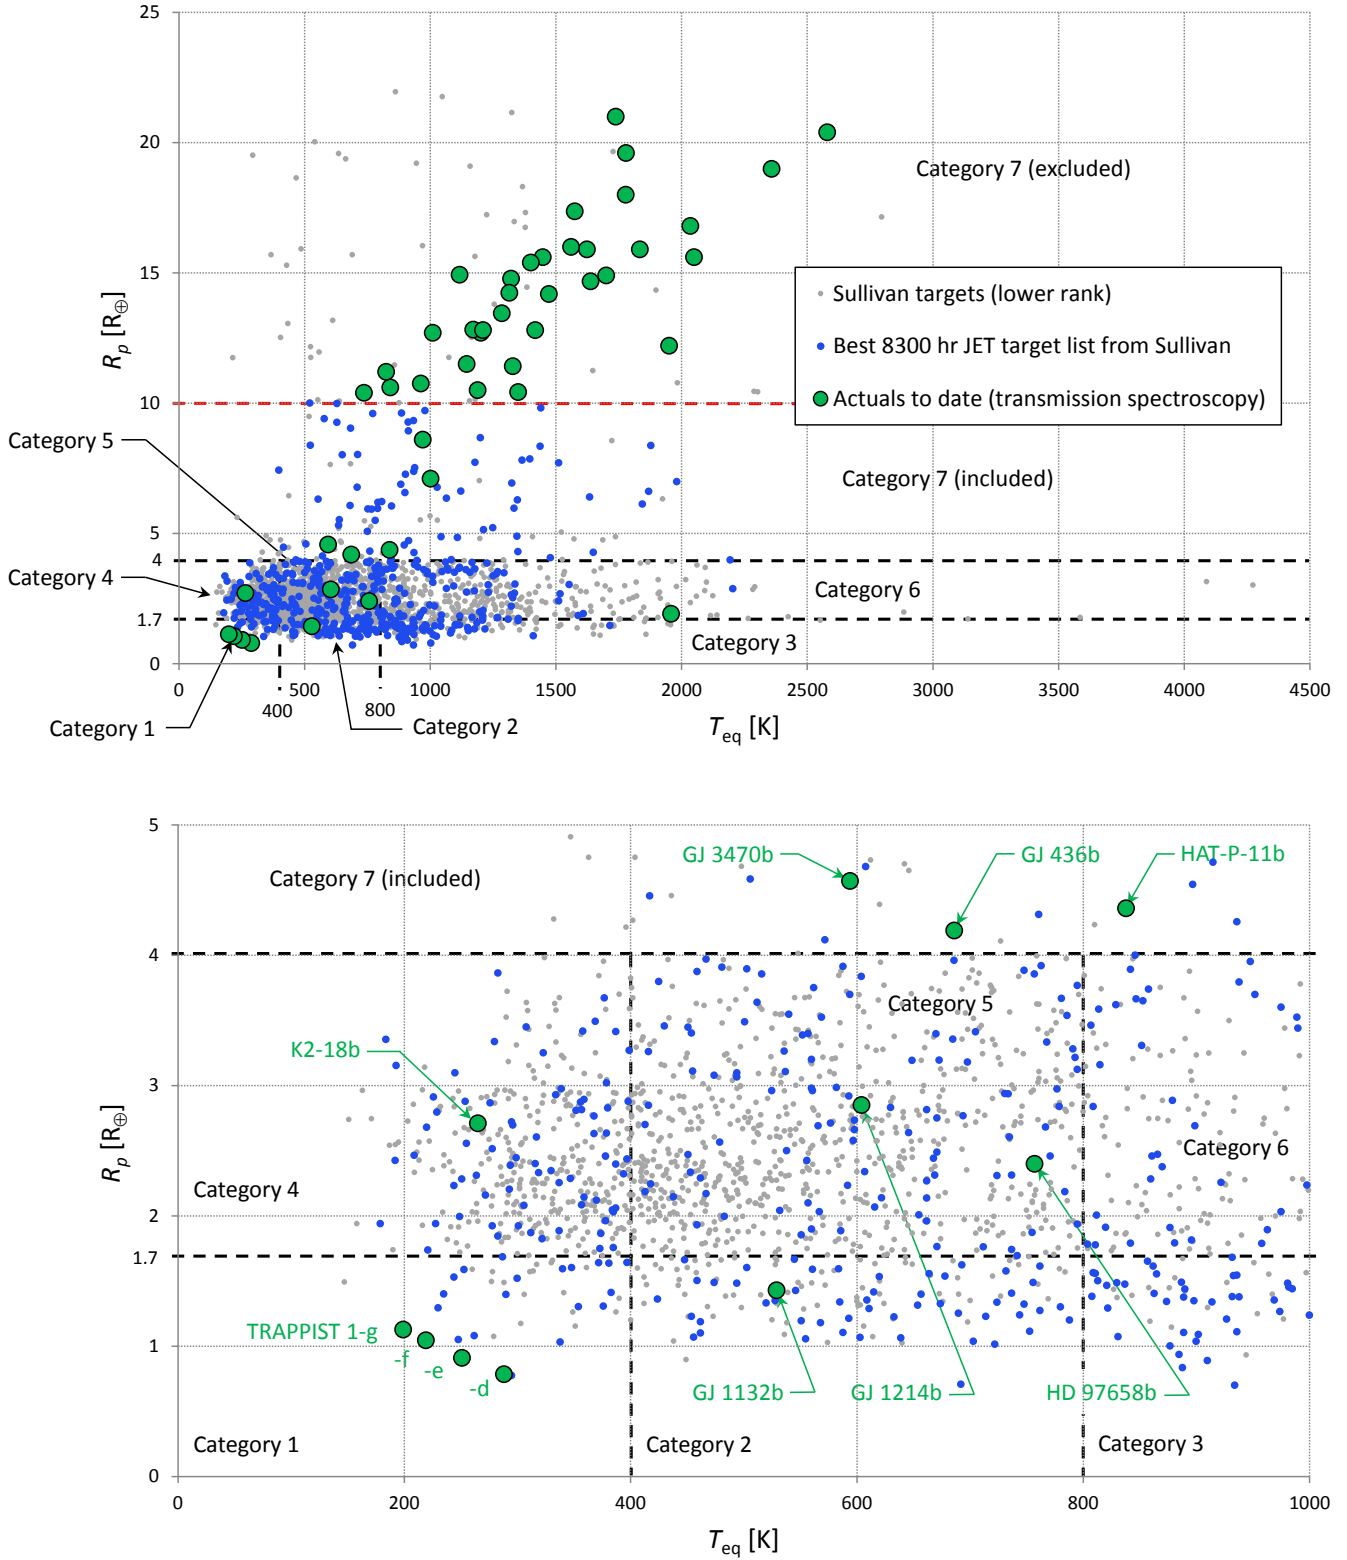 25
20
15
10
5
4
1.7
0
Rp [R⊕]
Category 7 (excluded)
Sullivan targets (lower rank)
Best 8300 hr JET target list from Sullivan
Actuals to date (transmission spectroscopy)
Category 5
Category 7 (included)
Category 4
Category 6
Category 3
0 500 1000 1500 2000 2500 3000 3500 4000 4500
400 800
Category 1
Category 2
Teq [K]
5
4
3
2
1.7
1
0
Rp [R⊕]
GJ 3470b
GJ 436b
HAT-P-11b
Category 7 (included)
Category 5
K2-18b
Category 6
Category 4
TRAPPIST 1-g
-f
-e
-d
GJ 1132b
GJ 1214b
HD 97658b
Category 1
Category 2
Category 3
0 200 400 600 800 1000
Teq [K]